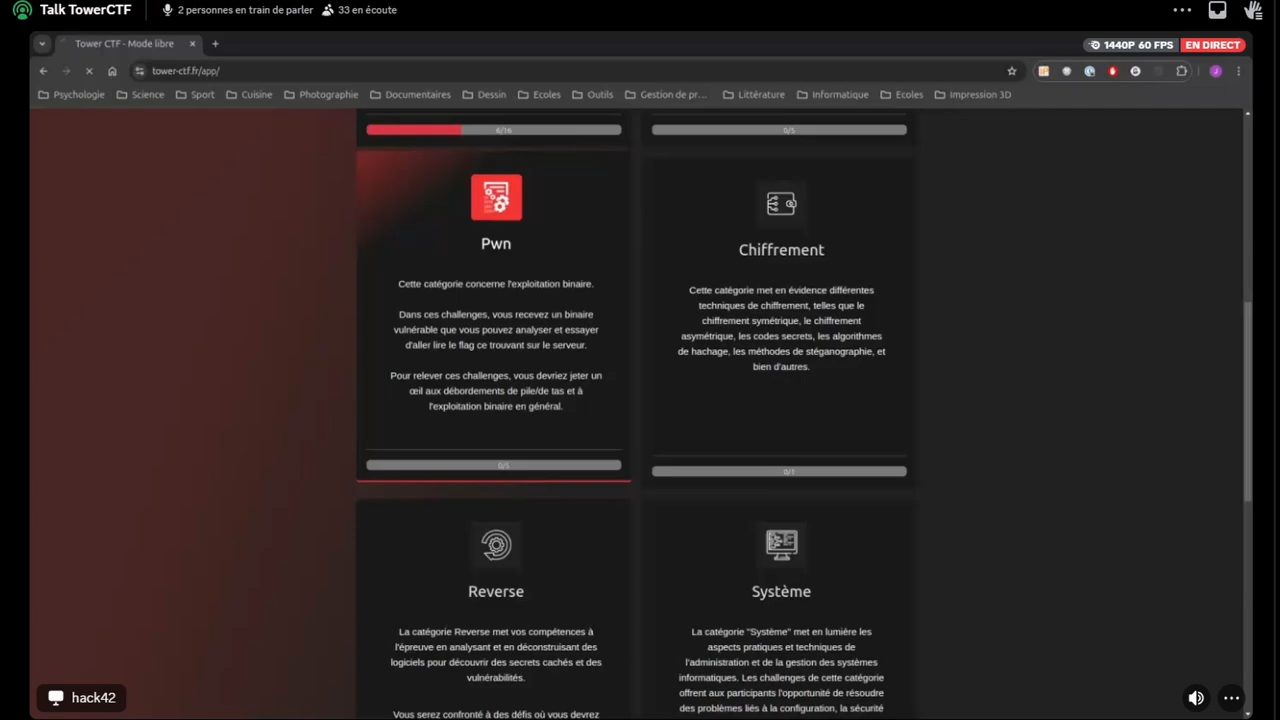 Talk TowerCTF
2 personnes en train de parler
33 en écoute
Tower CTF - Mode libre
1440P 60 FPS
EN DIRECT
tower-ctf.fr/app/
J
Psychologie
Science
Sport
Cuisine
Photographie
Documentaires
Dessin
Ecoles
Outils
Gestion de pr...
Littérature
Informatique
Ecoles
Impression 3D
6/16
0/5
Pwn
Cette catégorie concerne l'exploitation binaire.
Dans ces challenges, vous recevez un binaire
vulnérable que vous pouvez analyser et essayer
d'aller lire le flag ce trouvant sur le serveur.
Pour relever ces challenges, vous devriez jeter un
œil aux débordements de pile/de tas et à
l'exploitation binaire en général.
0/5
Chiffrement
Cette catégorie met en évidence différentes
techniques de chiffrement, telles que le
chiffrement symétrique, le chiffrement
asymétrique, les codes secrets, les algorithmes
de hachage, les méthodes de stéganographie, et
bien d'autres.
Reverse
La catégorie Reverse met vos compétences à
l'épreuve en analysant et en déconstruisant des
logiciels pour découvrir des secrets cachés et des
vulnérabilités.
Vous serez confronté à des défis où vous devrez
Système
La catégorie "Système" met en lumière les
aspects pratiques et techniques de
l'administration et de la gestion des systèmes
informatiques. Les challenges de cette catégorie
offrent aux participants l'opportunité de résoudre
des problèmes liés à la configuration, la sécurité
hack42